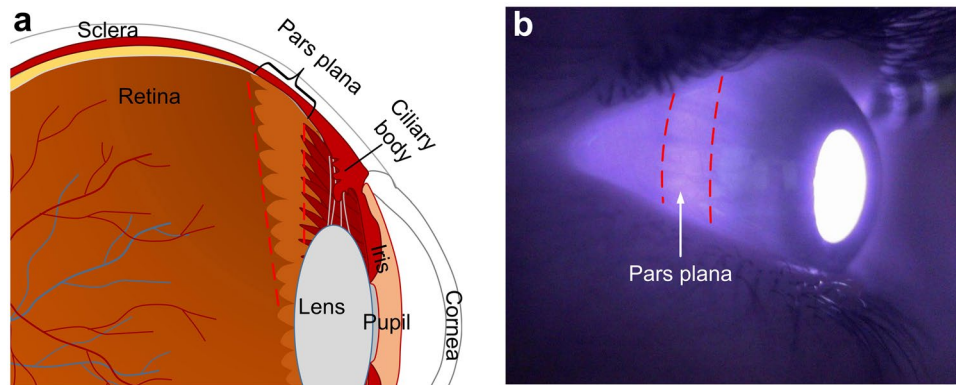 a
Sclera
Pars plana
Retina
Ciliary
body
Iris
Lens
Pupil
Cornea
b
Pars plana